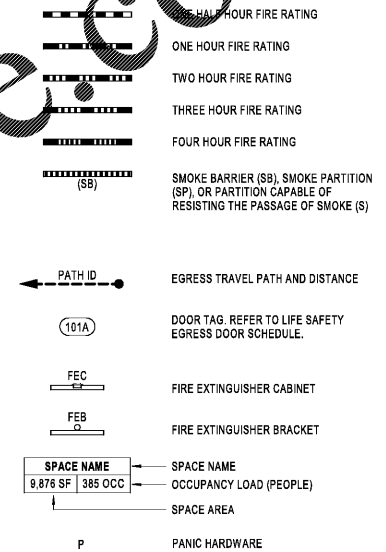 ONE HALF HOUR FIRE RATING
ONE HOUR FIRE RATING
TWO HOUR FIRE RATING
THREE HOUR FIRE RATING
FOUR HOUR FIRE RATING
(SB)
SMOKE BARRIER (SB), SMOKE PARTITION
(SP), OR PARTITION CAPABLE OF
RESISTING THE PASSAGE OF SMOKE (S)
PATH ID
EGRESS TRAVEL PATH AND DISTANCE
101A
DOOR TAG. REFER TO LIFE SAFETY
EGRESS DOOR SCHEDULE.
FEC
FIRE EXTINGUISHER CABINET
FEB
FIRE EXTINGUISHER BRACKET
SPACE NAME
SPACE NAME
9,876 SF 385 OCC
OCCUPANCY LOAD (PEOPLE)
SPACE AREA
P PANIC HARDWARE